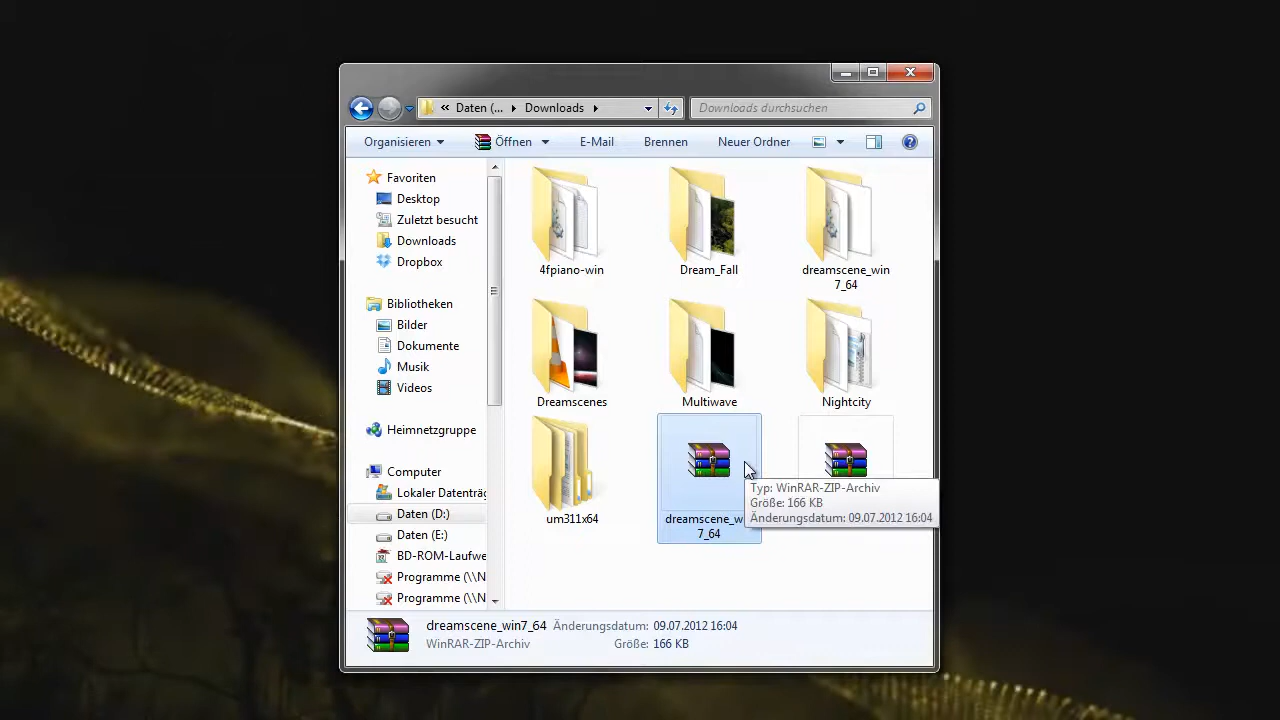 « Daten (... ▸ Downloads ▸
Downloads durchsuchen
Organisieren
Öffnen
E-Mail
Brennen
Neuer Ordner
Favoriten
Desktop
Zuletzt besucht
Downloads
Dropbox
Bibliotheken
Bilder
Dokumente
Musik
Videos
Heimnetzgruppe
Computer
Lokaler Datenträg
Daten (D:)
Daten (E:)
BD-ROM-Laufwe
Programme (\\N
Programme (\\N
4fpiano-win
Dream_Fall
dreamscene_win
7_64
Dreamscenes
Multiwave
Nightcity
um311x64
dreamscene_w
7_64
Typ: WinRAR-ZIP-Archiv
Größe: 166 KB
Änderungsdatum: 09.07.2012 16:04
dreamscene_win7_64 Änderungsdatum: 09.07.2012 16:04
WinRAR-ZIP-Archiv Größe: 166 KB